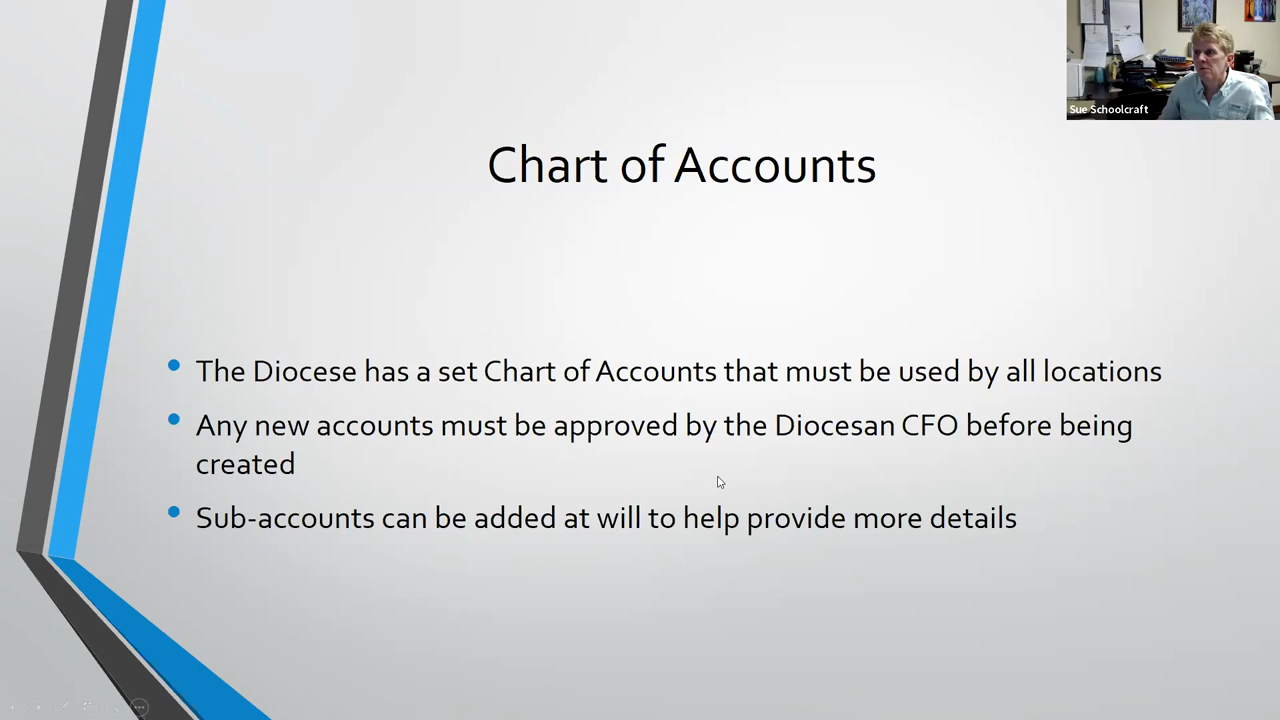 Sue Schoolcraft
Chart of Accounts
• The Diocese has a set Chart of Accounts that must be used by all locations
• Any new accounts must be approved by the Diocesan CFO before being
created
• Sub-accounts can be added at will to help provide more details